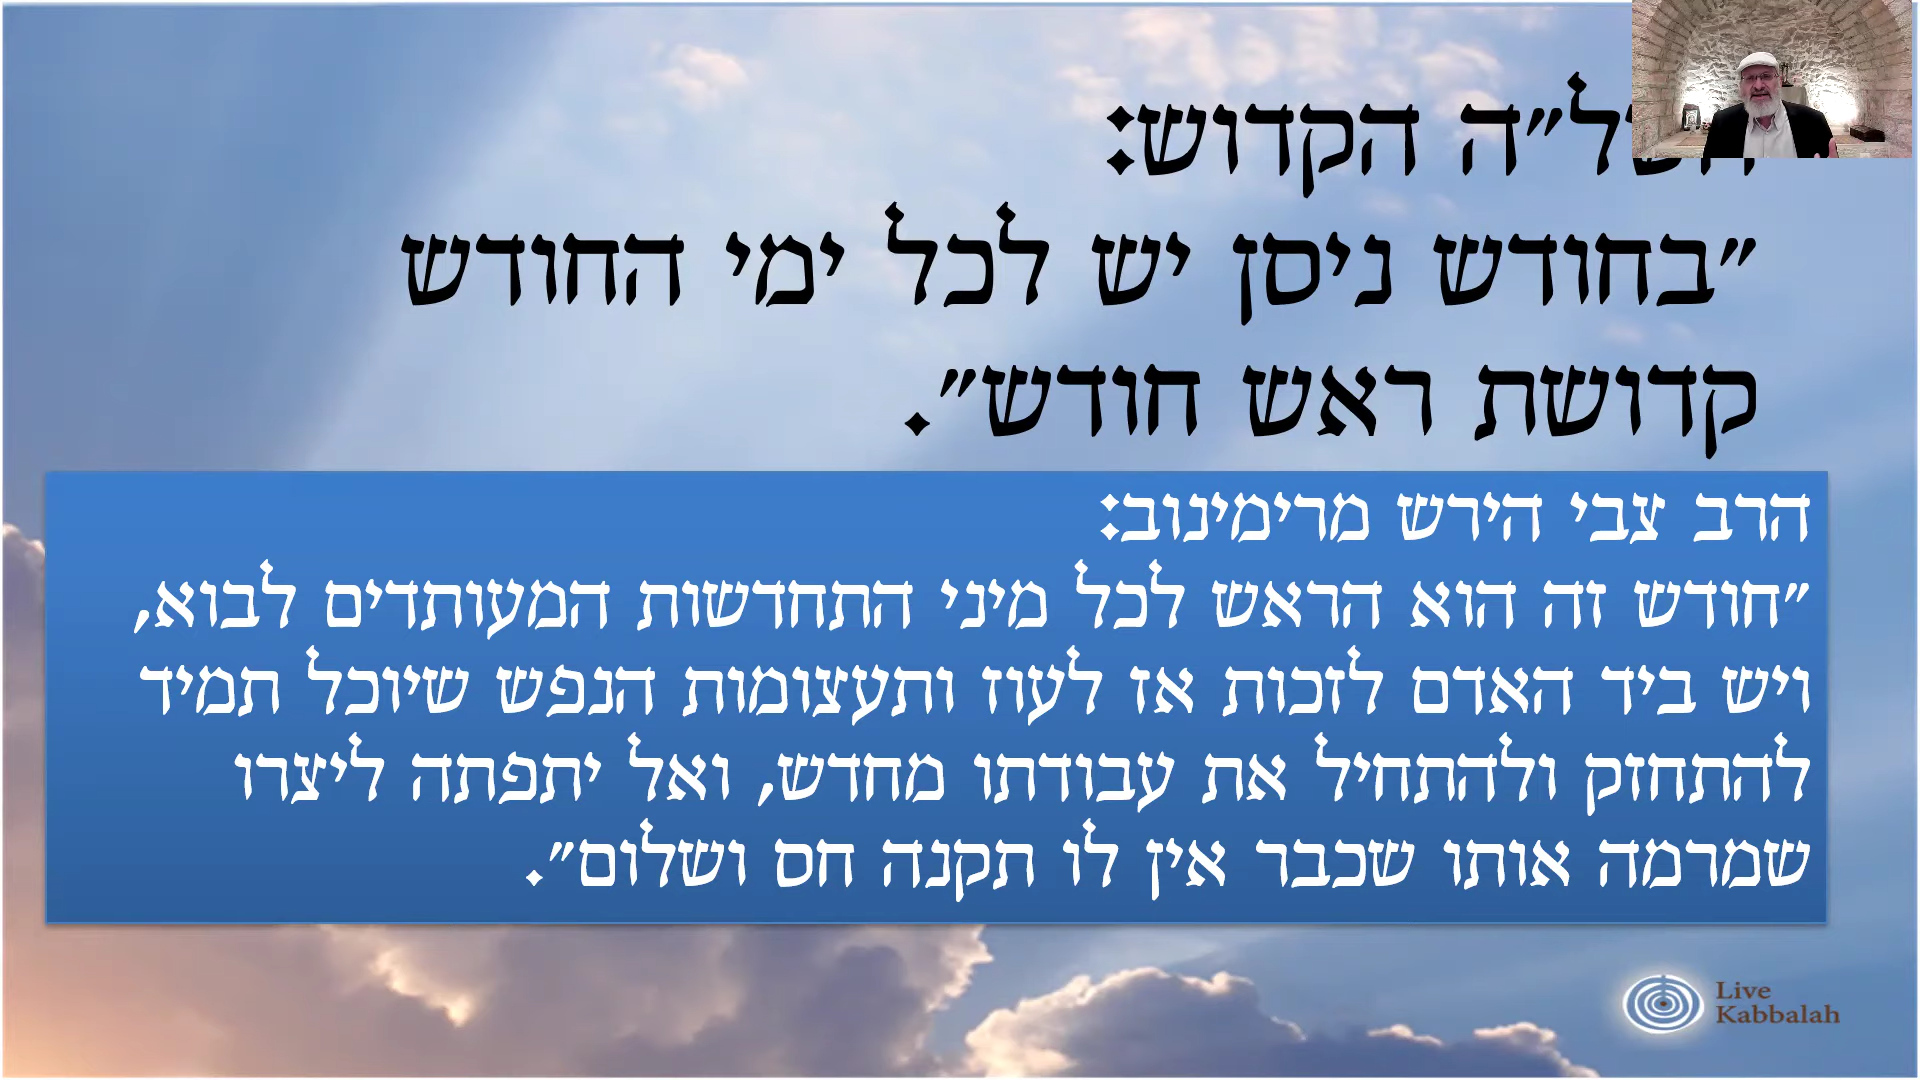 הקדוש:
"בחודש ניסן יש לכל ימי החודש
קדושת ראש חודש".
הרב צבי הירש מרימינוב:
"חודש זה הוא הראש לכל מיני התחדשות המעותדים לבוא,
ויש ביד האדם לזכות אז לעוז ותעצומות הנפש שיוכל תמיד
להתחזק ולהתחיל את עבודתו מחדש, ואל יתפתה ליצרו
שמרמה אותו שכבר אין לו תקנה חס ושלום".
Live
Kabbalah